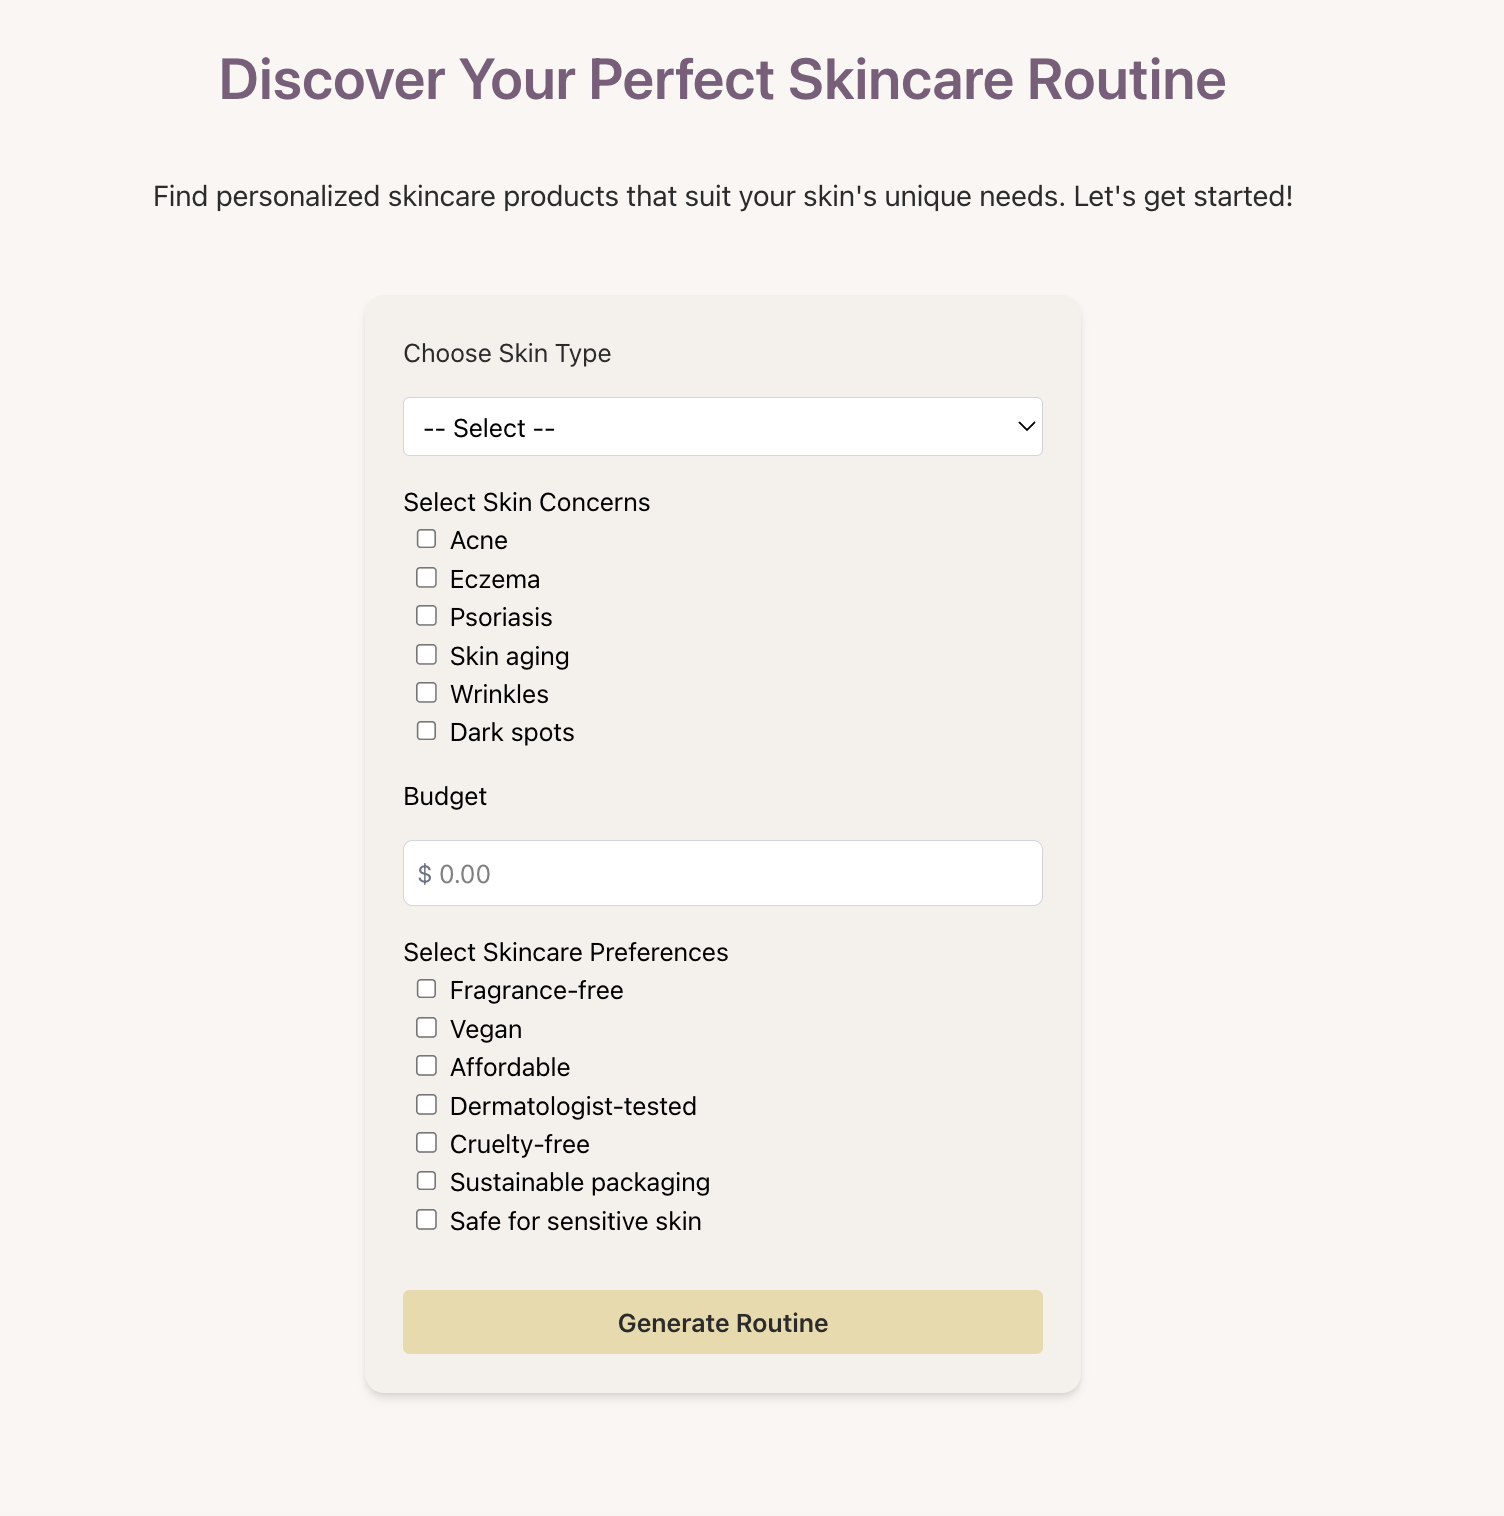 Discover Your Perfect Skincare Routine
Find personalized skincare products that suit your skin's unique needs. Let's get started!
Choose Skin Type
-- Select --
Select Skin Concerns
Acne
Eczema
Psoriasis
Skin aging
Wrinkles
Dark spots
Budget
$ 0.00
Select Skincare Preferences
Fragrance-free
Vegan
Affordable
Dermatologist-tested
Cruelty-free
Sustainable packaging
Safe for sensitive skin
Generate Routine